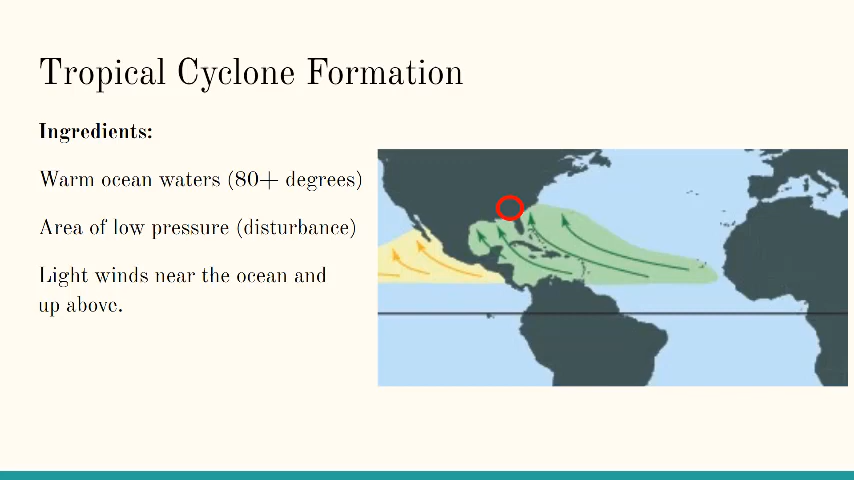 Tropical Cyclone Formation
Ingredients:
Warm ocean waters (80+ degrees)
Area of low pressure (disturbance)
Light winds near the ocean and
up above.